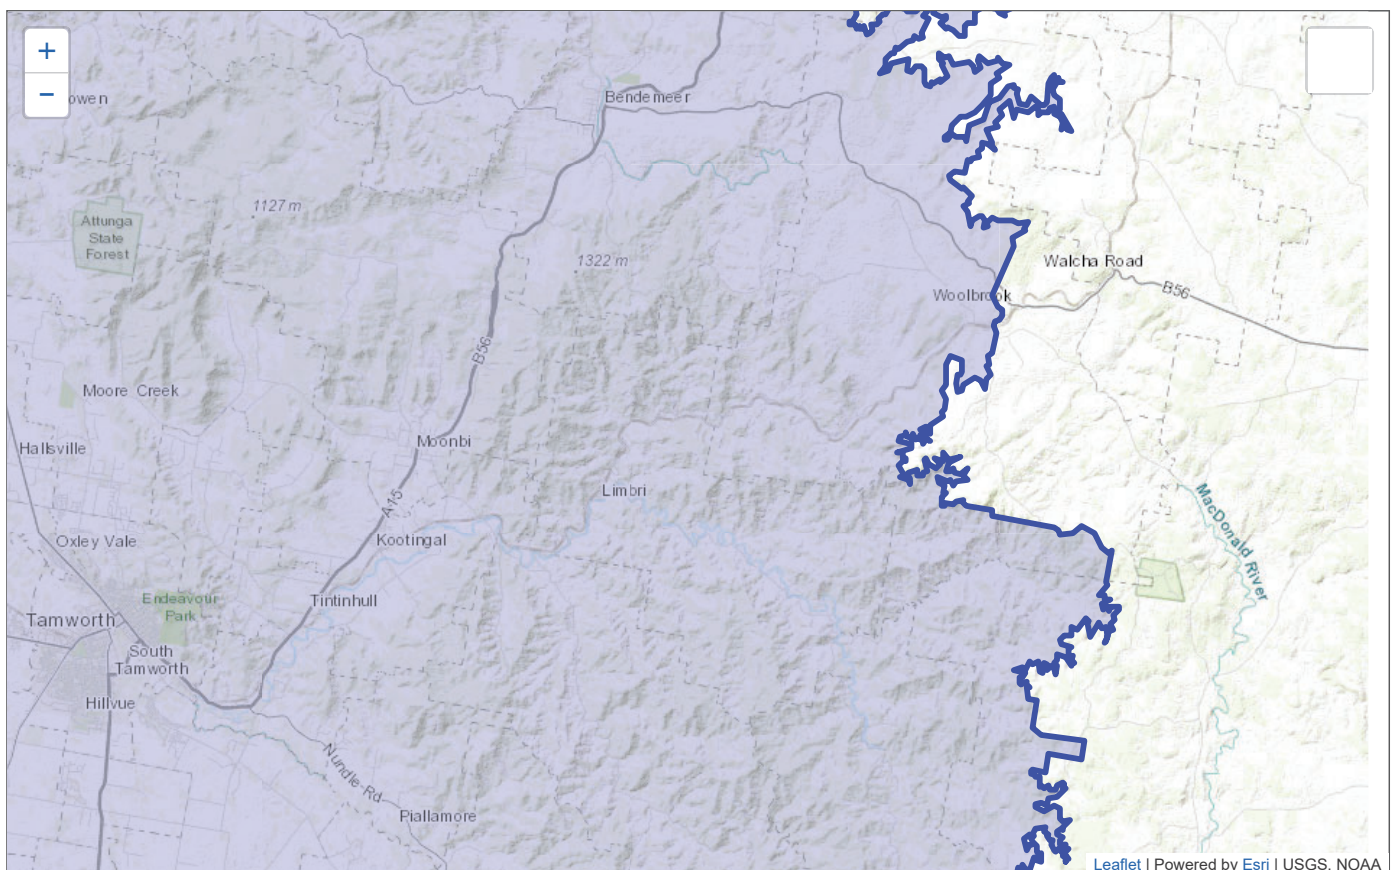 +
−
owen
Bendemeer
1127 m
Attunga
State
Forest
1322 m
Walcha Road
B56
Woolbrook
B56
Moore Creek
Hallsville
Moonbi
Limbri
A15
MacDonald River
Oxley Vale
Kootingal
Endeavour
Park
Tintinhull
Tamworth
South
Tamworth
Hillvue
Nundle Rd
Piallamore
Leaflet | Powered by Esri | USGS, NOAA